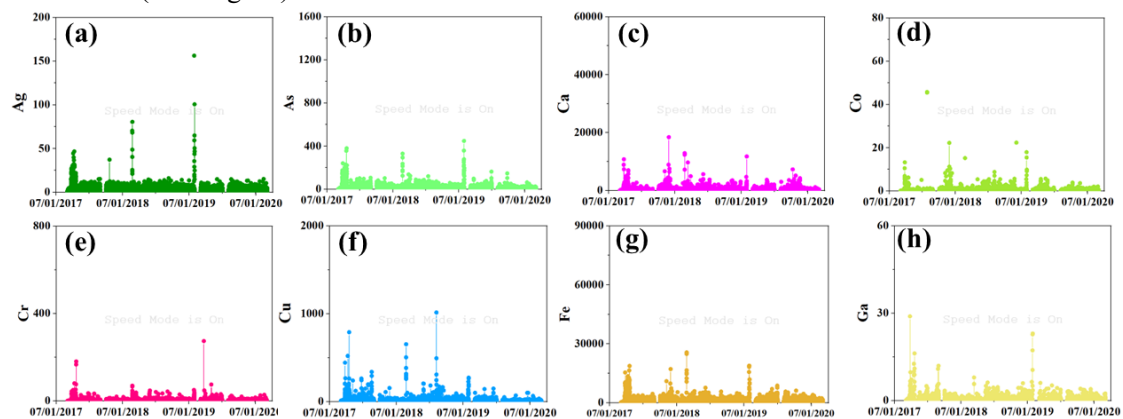 (a)
200
150
100
50
0
Ag
Speed Mode is On
07/01/2017 07/01/2018 07/01/2019 07/01/2020
(b)
1600
1200
800
400
0
As
Speed Mode is On
07/01/2017 07/01/2018 07/01/2019 07/01/2020
(c)
60000
40000
20000
0
Ca
Speed Mode is On
07/01/2017 07/01/2018 07/01/2019 07/01/2020
(d)
80
60
40
20
0
Co
Speed Mode is On
07/01/2017 07/01/2018 07/01/2019 07/01/2020
(e)
800
400
0
Cr
Speed Mode is On
07/01/2017 07/01/2018 07/01/2019 07/01/2020
(f)
2000
1000
0
Cu
Speed Mode is On
07/01/2017 07/01/2018 07/01/2019 07/01/2020
(g)
90000
75000
60000
45000
30000
15000
0
Fe
Speed Mode is On
07/01/2017 07/01/2018 07/01/2019 07/01/2020
(h)
60
30
0
Ga
Speed Mode is On
07/01/2017 07/01/2018 07/01/2019 07/01/2020